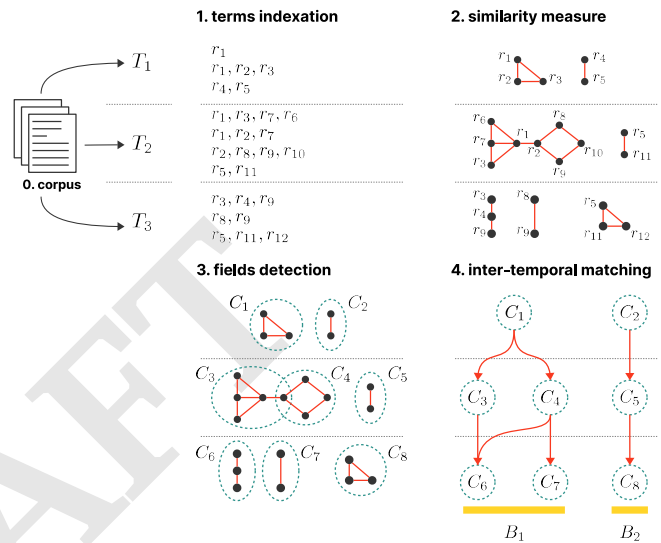 1. terms indexation
2. similarity measure
T1
r1
r1, r2, r3
r4, r5
r1
r2
r3
r4
r5
0. corpus
T2
r1, r3, r7, r6
r1, r2, r7
r2, r8, r9, r10
r5, r11
r6
r7
r3
r1
r2
r8
r10
r9
r5
r11
T3
r3, r4, r9
r8, r9
r5, r11, r12
r3
r4
r9
r8
r9
r5
r11
r12
3. fields detection
4. inter-temporal matching
C1
C2
C3
C4
C5
C6
C7
C8
C1
C2
C3
C4
C5
C6
C7
C8
B1
B2
AFT